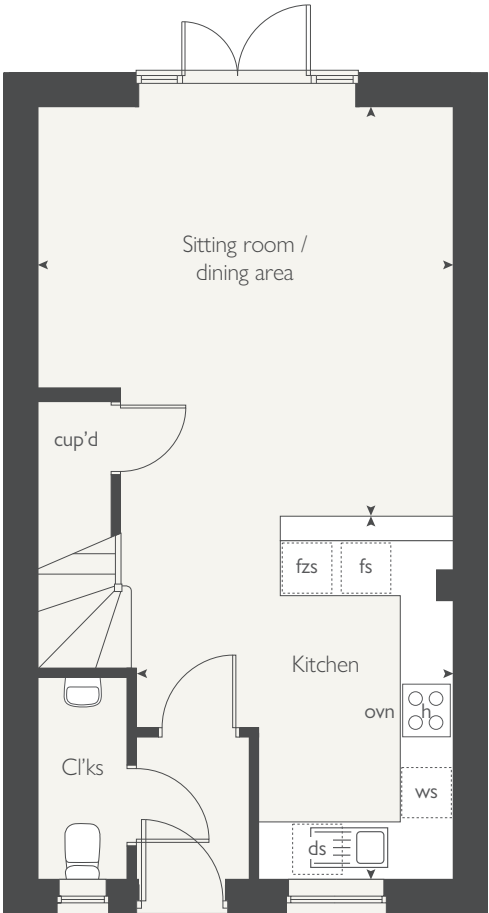 Sitting room /
dining area
cup'd
fzs
fs
Kitchen
ovn
h
ws
Cl'ks
ds